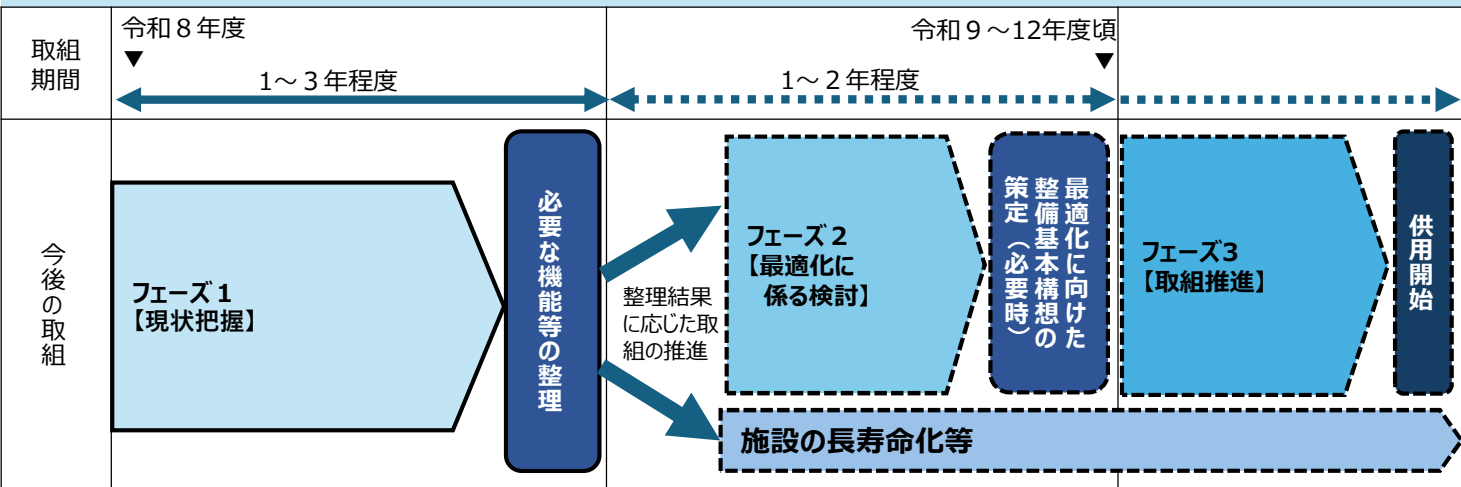 取組
期間
令和８年度
▼
1～３年程度
令和９～12年度頃
▼
1～２年程度
今後の取組
フェーズ１
【現状把握】
必要な機能等の整理
整理結果
に応じた取
組の推進
フェーズ２
【最適化に
係る検討】
最適化に向けた
整備基本構想の
策定（必要時）
フェーズ3
【取組推進】
供用開始
施設の長寿命化等